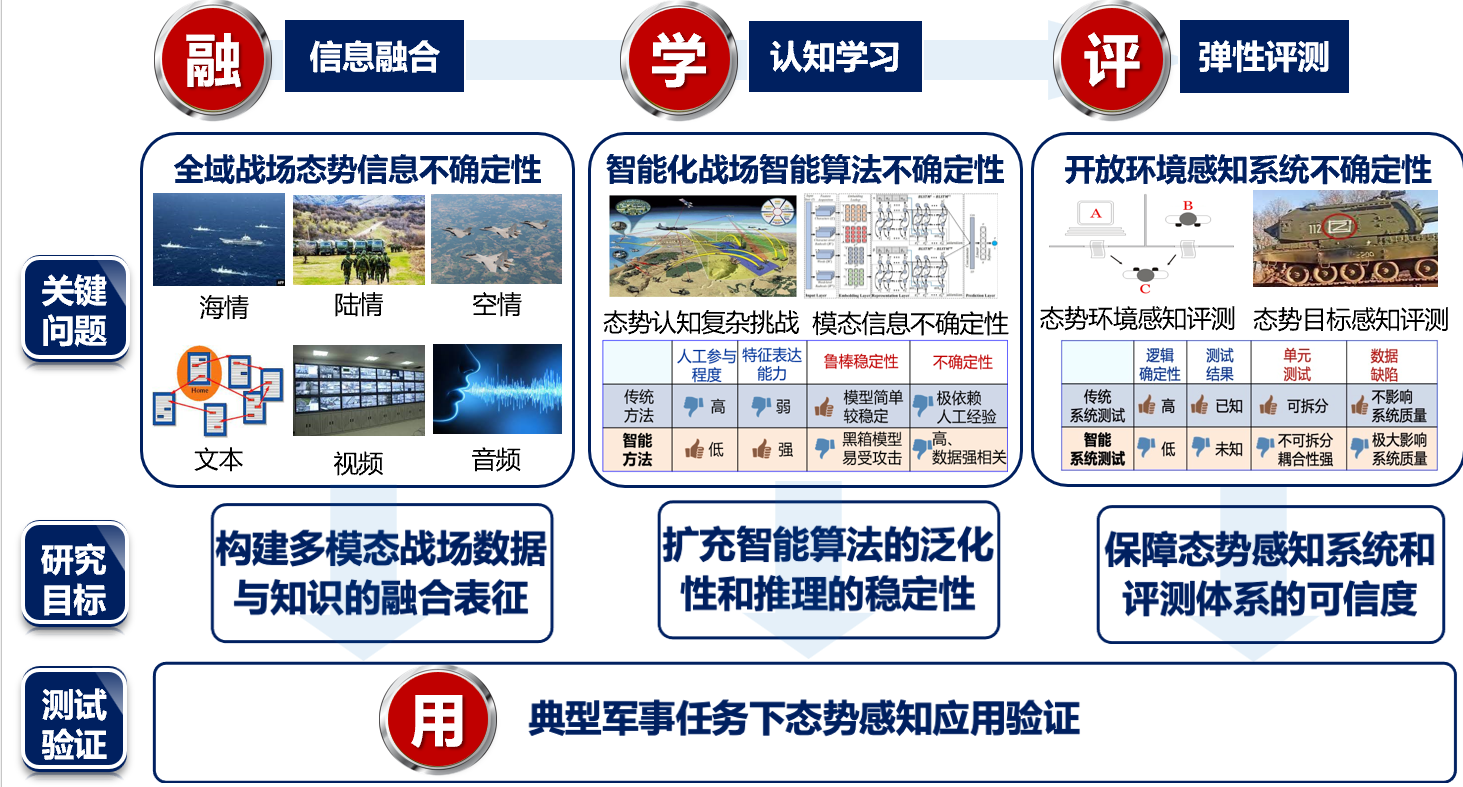 融
信息融合
学
认知学习
评
弹性评测
关键
问题
全域战场态势信息不确定性
海情
陆情
空情
Home
文本
视频
音频
智能化战场智能算法不确定性
态势认知复杂挑战
模态信息不确定性
人工参与
程度
特征表达
能力
鲁棒稳定性
不确定性
传统
方法
高
弱
模型简单
较稳定
极依赖
人工经验
智能
方法
低
强
黑箱模型
易受攻击
高、
数据强相关
开放环境感知系统不确定性
A
B
C
112
200
态势环境感知评测
态势目标感知评测
逻辑
确定性
测试
结果
单元
测试
数据
缺陷
传统
系统测试
高
已知
可拆分
不影响
系统质量
智能
系统测试
低
未知
不可拆分
耦合性强
极大影响
系统质量
研究
目标
构建多模态战场数据
与知识的融合表征
扩充智能算法的泛化
性和推理的稳定性
保障态势感知系统和
评测体系的可信度
测试
验证
用
典型军事任务下态势感知应用验证